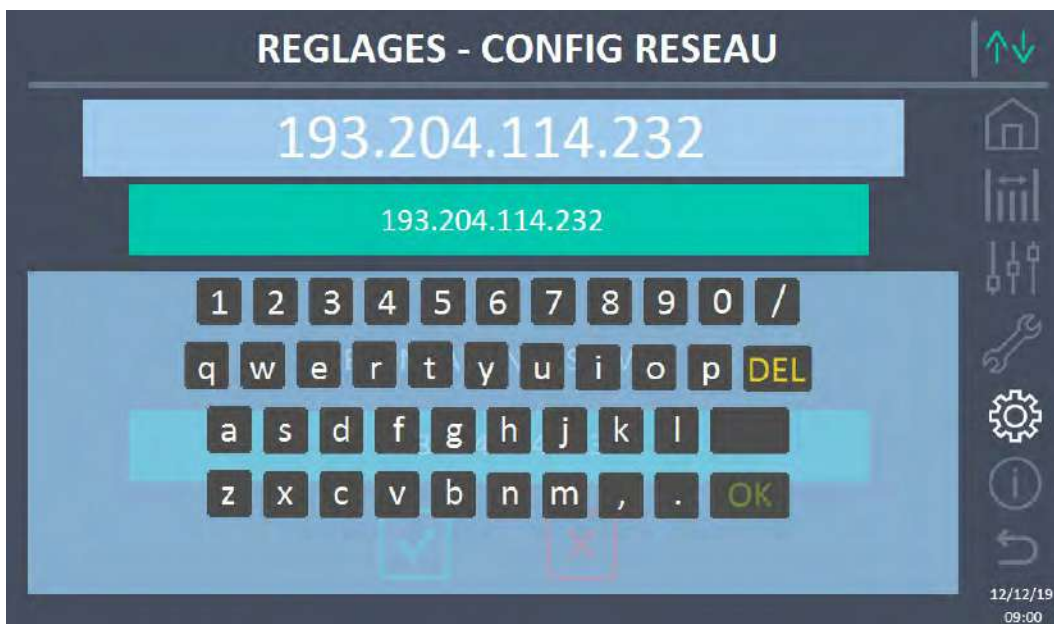 REGLAGES - CONFIG RESEAU
193.204.114.232
193.204.114.232
1 2 3 4 5 6 7 8 9 0 /
q w e r t y u i o p DEL
a s d f g h j k l
z x c v b n m , . OK
12/12/19
09:00